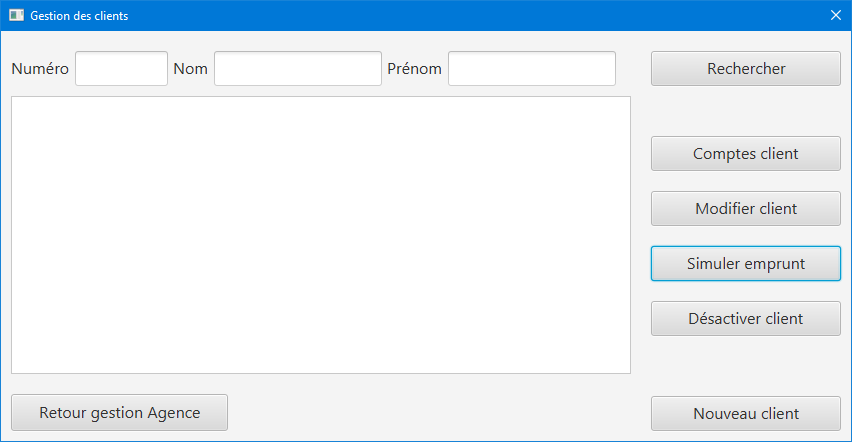 Gestion des clients
Numéro Nom Prénom Rechercher
Comptes client
Modifier client
Simuler emprunt
Désactiver client
Retour gestion Agence Nouveau client